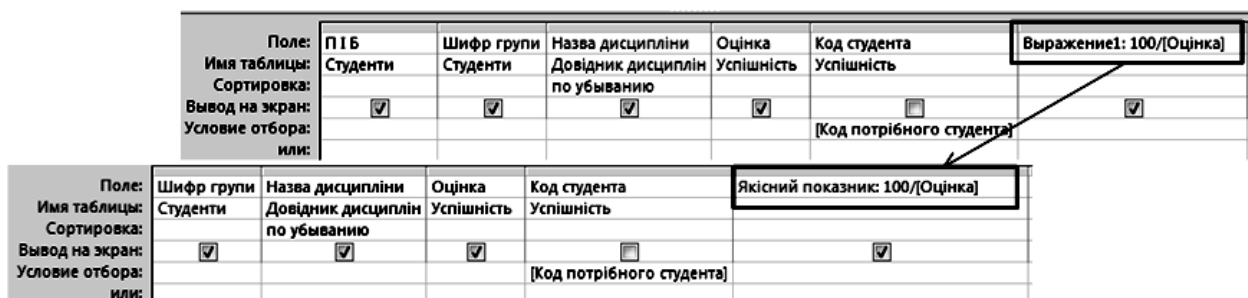 Поле: П І Б Шифр групи Назва дисципліни Оцінка Код студента Выражение1: 100/[Оцінка]
Имя таблицы: Студенти Студенти Довідник дисциплін Успішність Успішність
Сортировка: по убыванию
Вывод на экран:
Условие отбора: [Код потрібного студента]
или:
Поле: Шифр групи Назва дисципліни Оцінка Код студента Якісний показник: 100/[Оцінка]
Имя таблицы: Студенти Довідник дисциплін Успішність Успішність
Сортировка: по убыванию
Вывод на экран:
Условие отбора: [Код потрібного студента]
или: